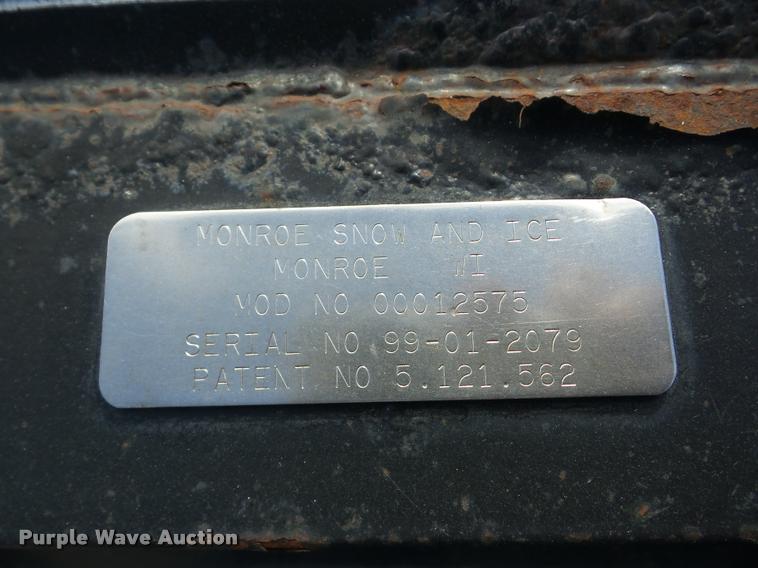 MONROE SNOW AND ICE
MONROE WI
MOD NO 00012575
SERIAL NO 99-01-2079
PATENT NO 5.121.562
Purple Wave Auction